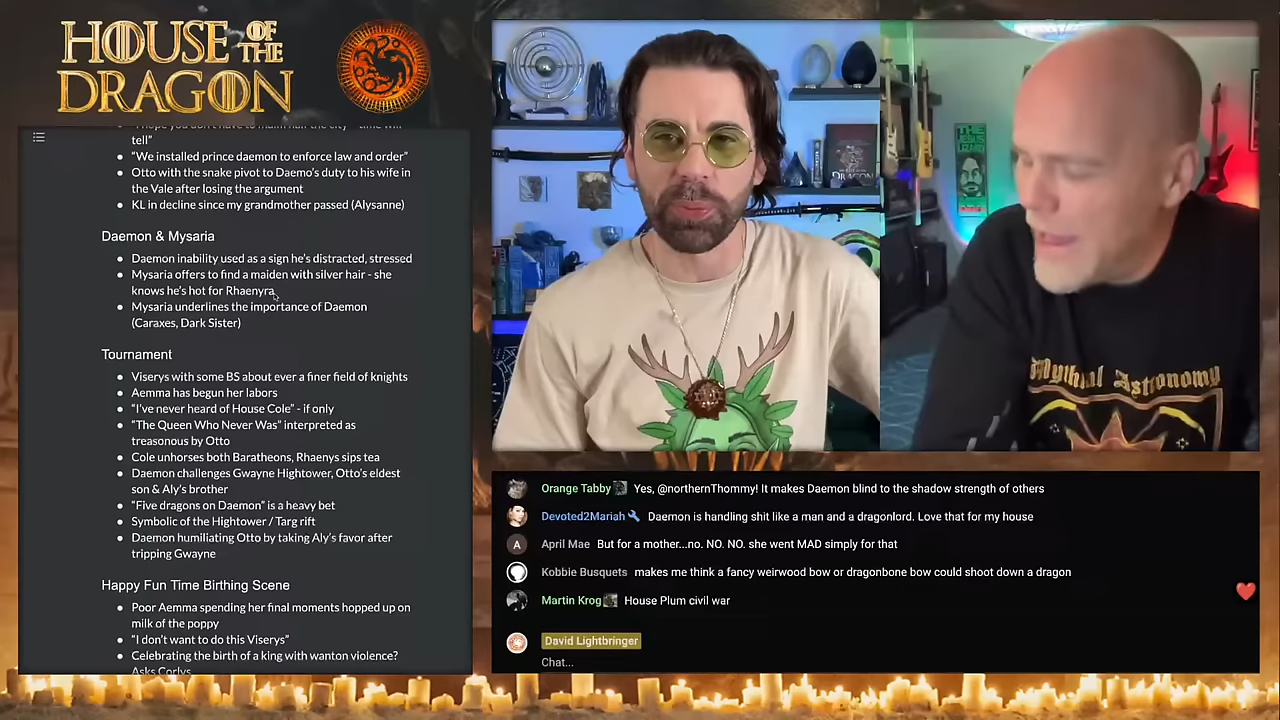 HOUSE OF THE DRAGON
tell"
• "We installed prince daemon to enforce law and order"
• Otto with the snake pivot to Daemo's duty to his wife in
the Vale after losing the argument
• KL in decline since my grandmother passed (Alysanne)
Daemon & Mysaria
• Daemon inability used as a sign he's distracted, stressed
• Mysaria offers to find a maiden with silver hair - she
knows he's hot for Rhaenyra
• Mysaria underlines the importance of Daemon
(Caraxes, Dark Sister)
Tournament
• Viserys with some BS about ever a finer field of knights
• Aemma has begun her labors
• "I've never heard of House Cole" - if only
• "The Queen Who Never Was" interpreted as
treasonous by Otto
• Cole unhorses both Baratheons, Rhaenys sips tea
• Daemon challenges Gwayne Hightower, Otto's eldest
son & Aly's brother
• "Five dragons on Daemon" is a heavy bet
• Symbolic of the Hightower / Targ rift
• Daemon humiliating Otto by taking Aly's favor after
tripping Gwayne
Happy Fun Time Birthing Scene
• Poor Aemma spending her final moments hopped up on
milk of the poppy
• "I don't want to do this Viserys"
• Celebrating the birth of a king with wanton violence?
Asks Corlys
DRAGON
THE JESUS LIZARD
Mythical Astronomy
Orange Tabby Yes, @northernThommy! It makes Daemon blind to the shadow strength of others
Devoted2Mariah Daemon is handling shit like a man and a dragonlord. Love that for my house
A April Mae But for a mother...no. NO. NO. she went MAD simply for that
Kobbie Busquets makes me think a fancy weirwood bow or dragonbone bow could shoot down a dragon
Martin Krog House Plum civil war
David Lightbringer
Chat...